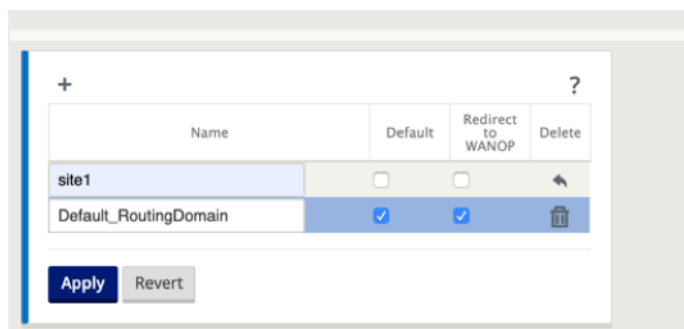 + ?
Name Default Redirect to WANOP Delete
site1
Default_RoutingDomain
Apply Revert